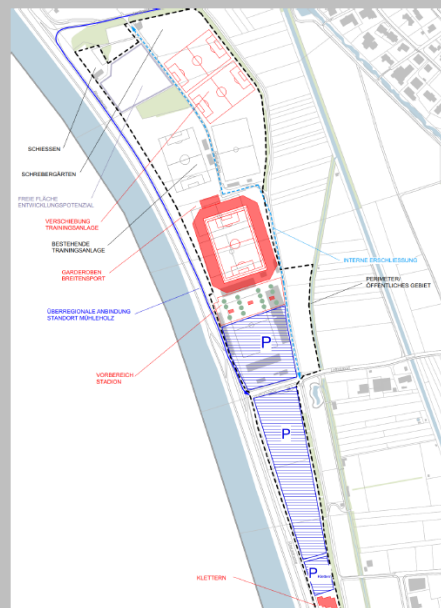 SCHIESSEN
SCHREBERGÄRTEN
FREIE FLÄCHE
ENTWICKLUNGSPOTENZIAL
VERSCHIEBUNG
TRAININGSANLAGE
BESTEHENDE
TRAININGSANLAGE
GARDEROBEN
BREITENSPORT
INTERNE ERSCHLIESSUNG
PERIMETER/
ÖFFENTLICHES GEBIET
ÜBERREGIONALE ANBINDUNG
STANDORT MÜHLEHOLZ
P
VORBEREICH
STADION
P
P
KLETTERN